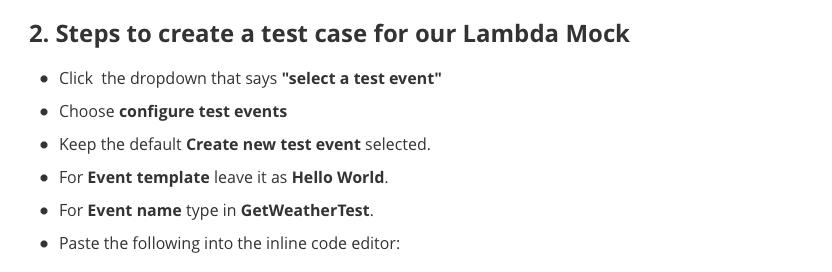 2. Steps to create a test case for our Lambda Mock
• Click  the dropdown that says "select a test event"
• Choose configure test events
• Keep the default Create new test event selected.
• For Event template leave it as Hello World.
• For Event name type in GetWeatherTest.
• Paste the following into the inline code editor: